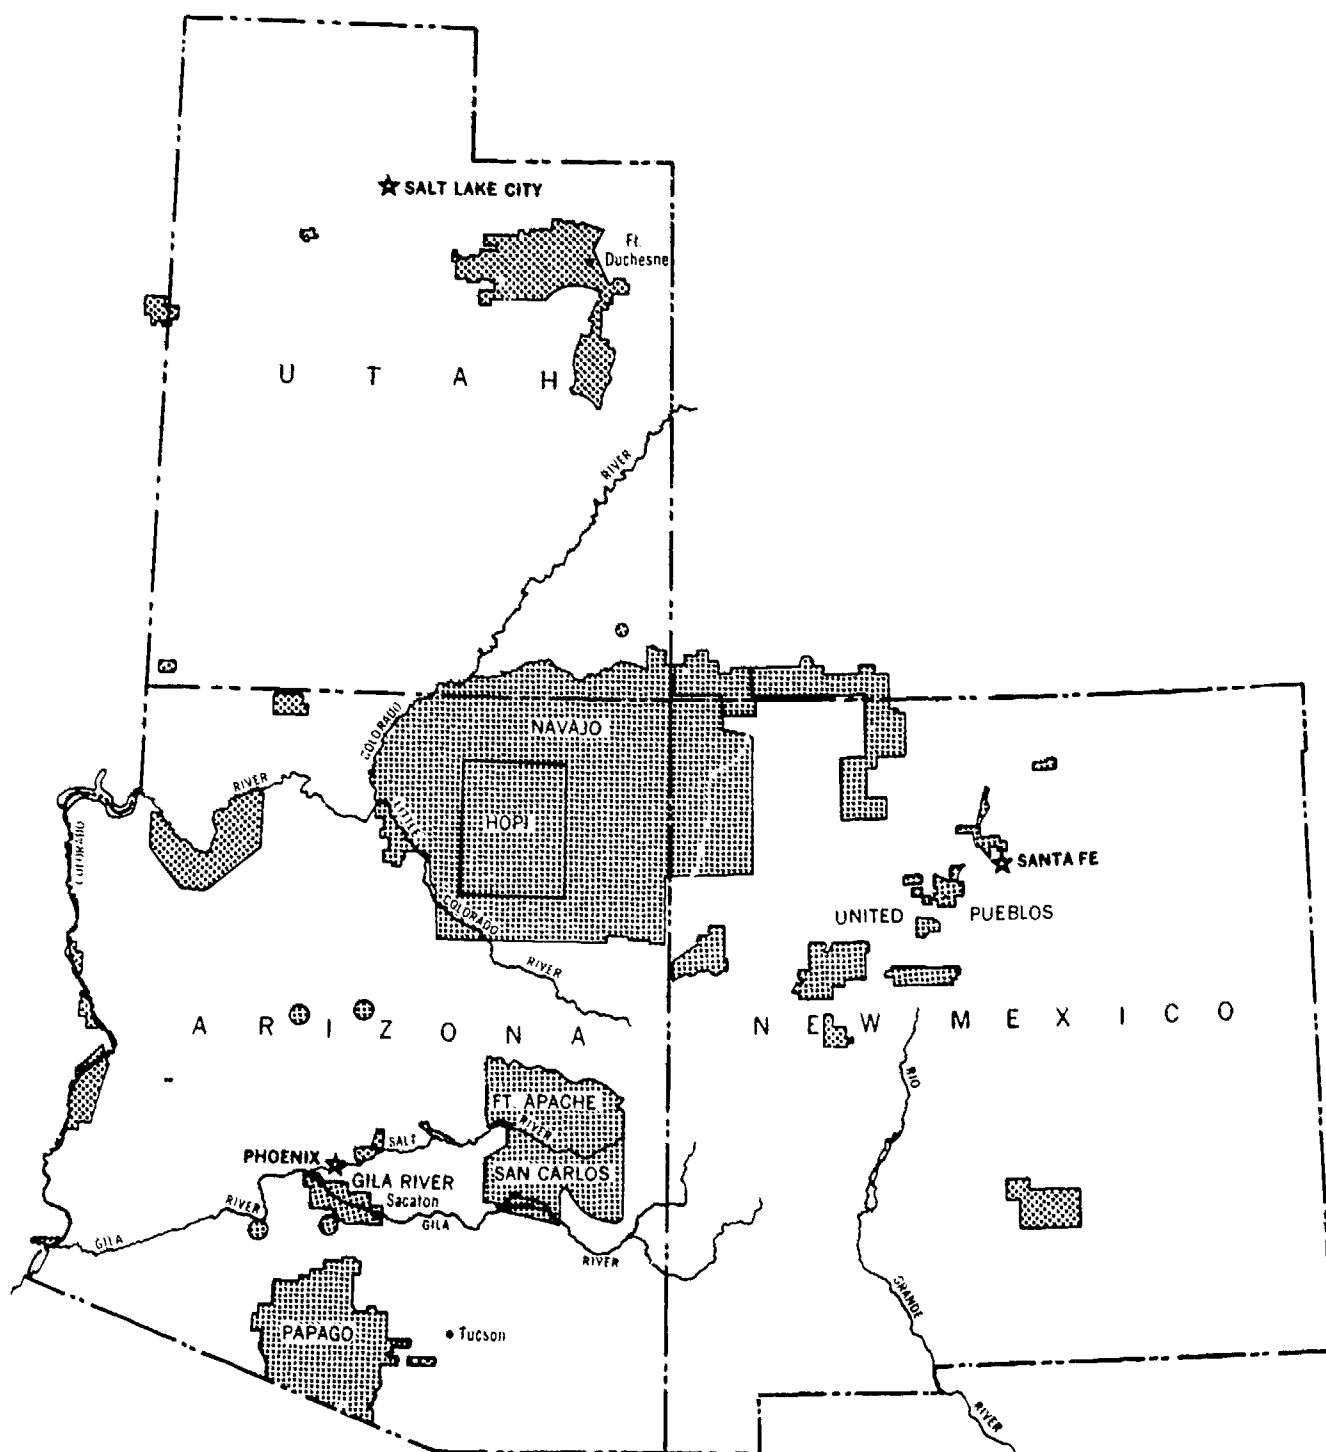 SALT LAKE CITY
Ft.
Duchesne
U T A H
RIVER
NAVAJO
COLORADO
RIVER
HOPI
LITTLE
COLORADO
SANTA FE
UNITED PUEBLOS
COLORADO
RIVER
A R I Z O N A
N E W M E X I C O
RIO
FT. APACHE
RIVER
SALT
PHOENIX
SAN CARLOS
GILA RIVER
Sacaton
RIVER
GILA
GILA
RIVER
GRANDE
PAPAGO
Tucson
RIVER